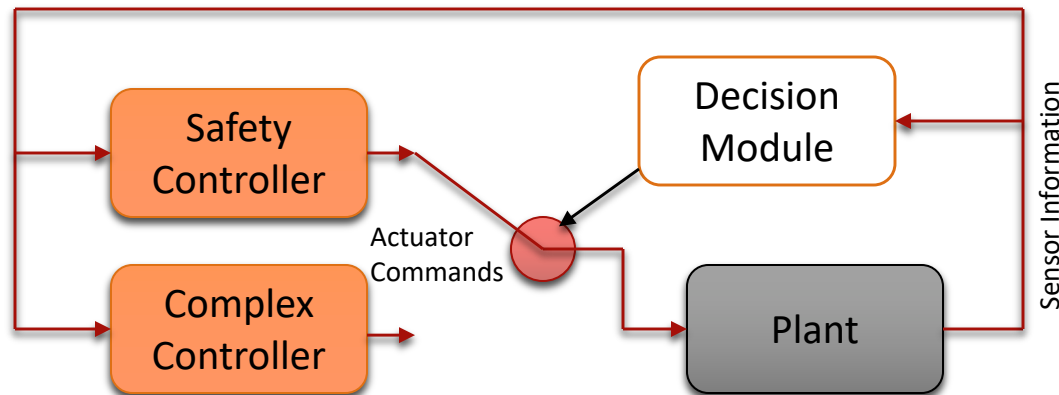 Safety
Controller
Decision
Module
Sensor Information
Actuator
Commands
Complex
Controller
Plant